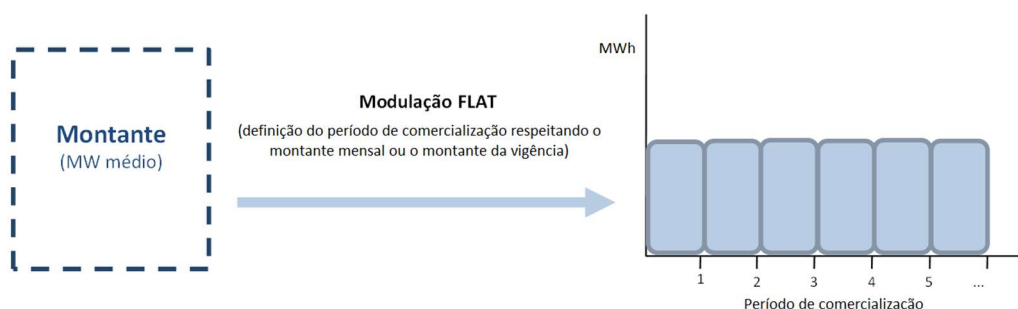 Montante
(MW médio)
Modulação FLAT
(definição do período de comercialização respeitando o
montante mensal ou o montante da vigência)
MWh
1
2
3
4
5
...
Período de comercialização